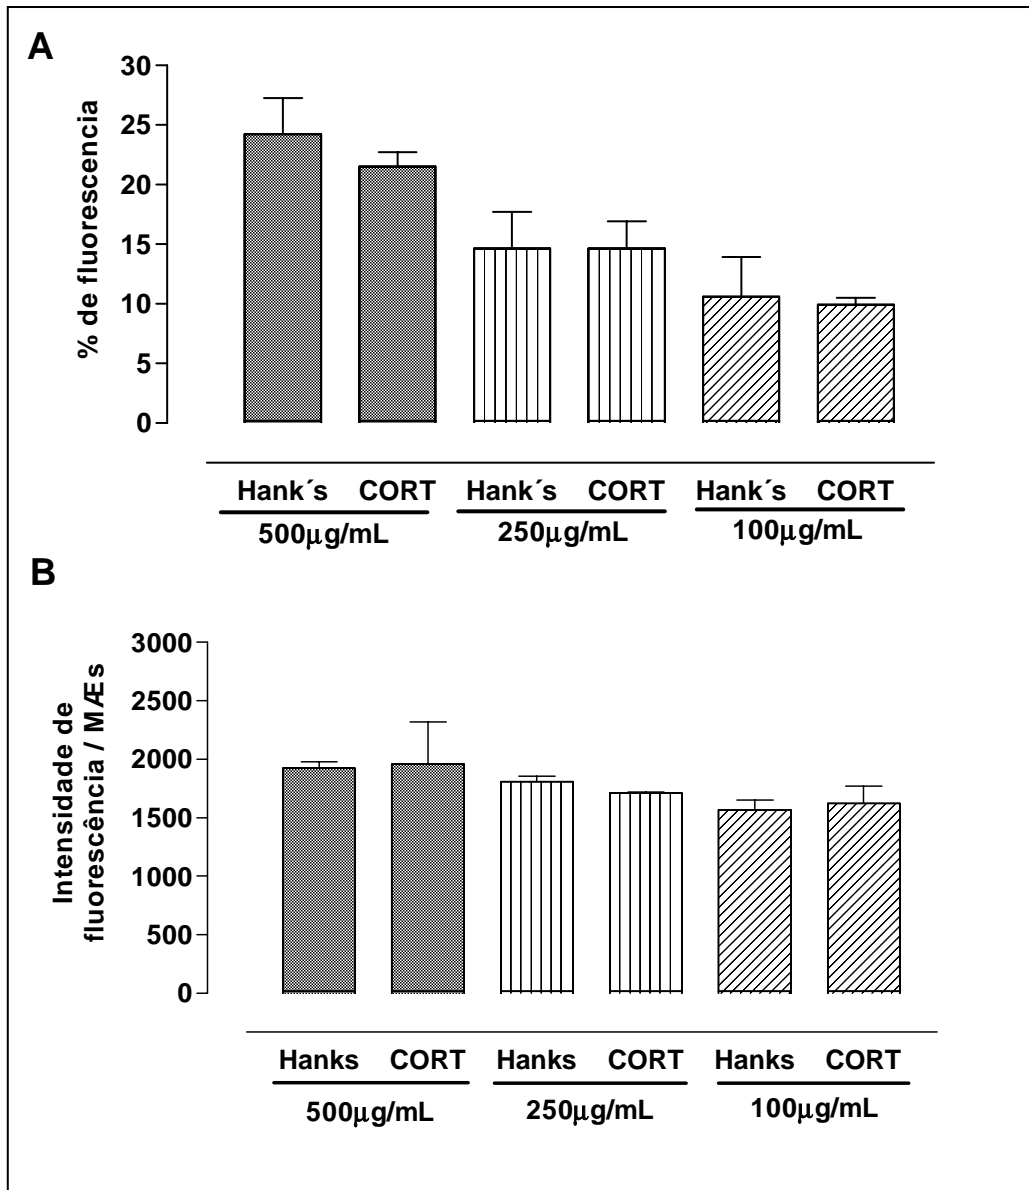 A
% de fluorescencia
30
25
20
15
10
5
0
Hank´s CORT Hank´s CORT Hank´s CORT
500µg/mL 250µg/mL 100µg/mL
B
Intensidade de
fluorescência / MÆs
3000
2500
2000
1500
1000
500
0
Hanks CORT Hanks CORT Hanks CORT
500µg/mL 250µg/mL 100µg/mL